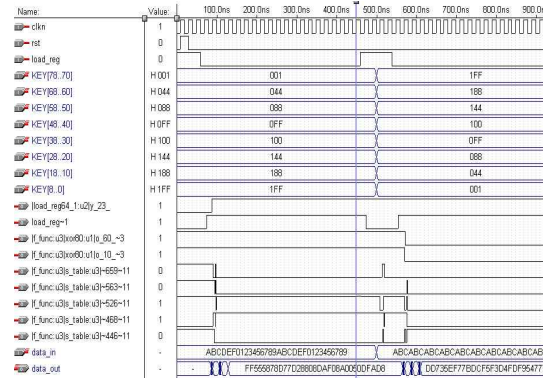 Name: Value: 100.0ns 200.0ns 300.0ns 400.0ns 500.0ns 600.0ns 700.0ns 800.0ns 900.0n
clkn 1
rst 0
load_reg 0
KEY[78..70] H 001 001 1FF
KEY[68..60] H 044 044 188
KEY[58..50] H 088 088 144
KEY[48..40] H 0FF 0FF 100
KEY[38..30] H 100 100 0FF
KEY[28..20] H 144 144 088
KEY[18..10] H 188 188 044
KEY[8..0] H 1FF 1FF 001
|load_reg64_1:u2|y_23_ 1
load_reg~1 1
|f_func:u3|xor80:u1|o_60_~3 1
|f_func:u3|xor80:u1|o_10_~3 1
|f_func:u3|s_table:u3|~659~11 0
|f_func:u3|s_table:u3|~563~11 0
|f_func:u3|s_table:u3|~526~11 1
|f_func:u3|s_table:u3|~468~11 1
|f_func:u3|s_table:u3|~446~11 0
data_in - ABCDEF0123456789ABCDEF0123456789 ABCABCABCABCABCABCABCABCABCAB
data_out - - FF555878D77D28808DAF08A0050DFAD8 DD735EF77BDCF5F3D4FDF95477